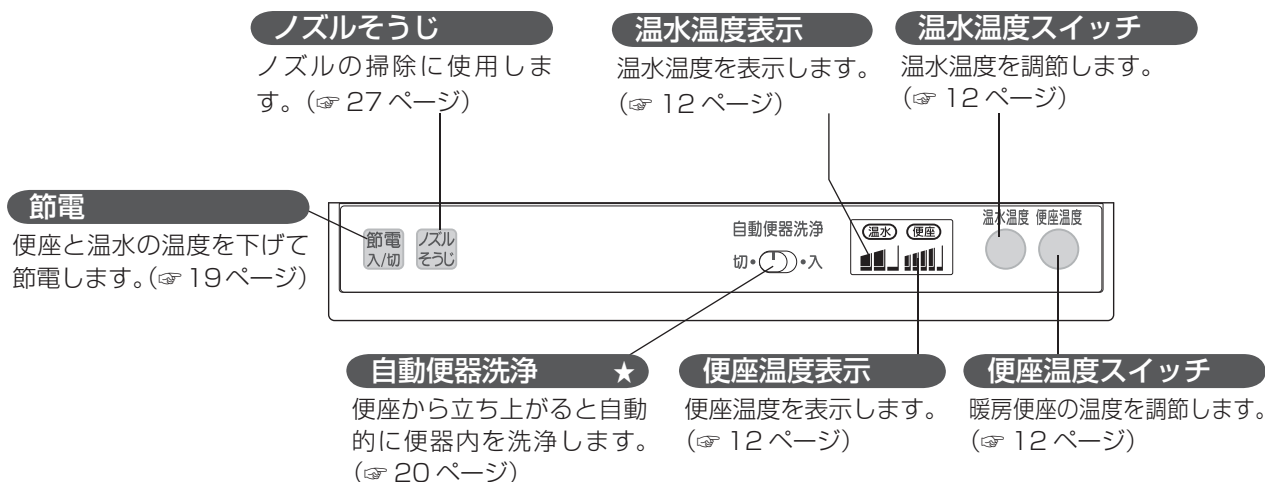 ノズルそうじ
ノズルの掃除に使用しま
す。(☞ 27 ページ)
温水温度表示
温水温度を表示します。
(☞ 12 ページ)
温水温度スイッチ
温水温度を調節します。
(☞ 12 ページ)
節電
便座と温水の温度を下げて
節電します。(☞ 19 ページ)
節電
入/切
ノズル
そうじ
自動便器洗浄
切・・入
温水 便座
温水温度 便座温度
自動便器洗浄 ★
便座から立ち上がると自動
的に便器内を洗浄します。
(☞ 20 ページ)
便座温度表示
便座温度を表示します。
(☞ 12 ページ)
便座温度スイッチ
暖房便座の温度を調節します。
(☞ 12 ページ)